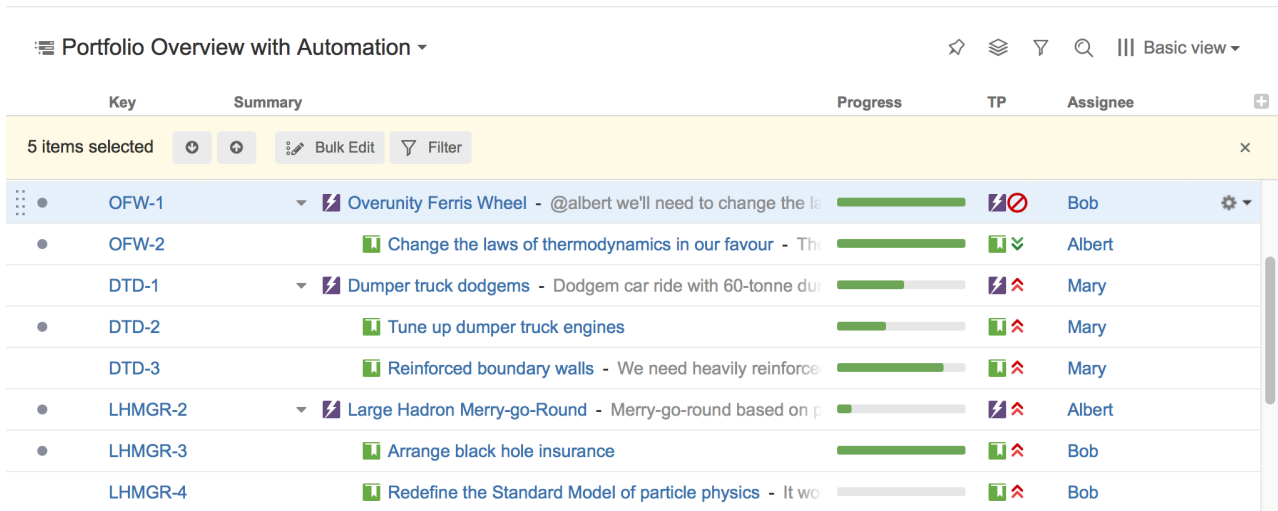 Portfolio Overview with Automation Basic view
Key Summary Progress TP Assignee
5 items selected Bulk Edit Filter
OFW-1 Overunity Ferris Wheel - @albert we'll need to change the la Bob
OFW-2 Change the laws of thermodynamics in our favour - Tho Albert
DTD-1 Dumper truck dodgems - Dodgem car ride with 60-tonne du Mary
DTD-2 Tune up dumper truck engines Mary
DTD-3 Reinforced boundary walls - We need heavily reinforce Mary
LHMGR-2 Large Hadron Merry-go-Round - Merry-go-round based on p Albert
LHMGR-3 Arrange black hole insurance Bob
LHMGR-4 Redefine the Standard Model of particle physics - It wo Bob